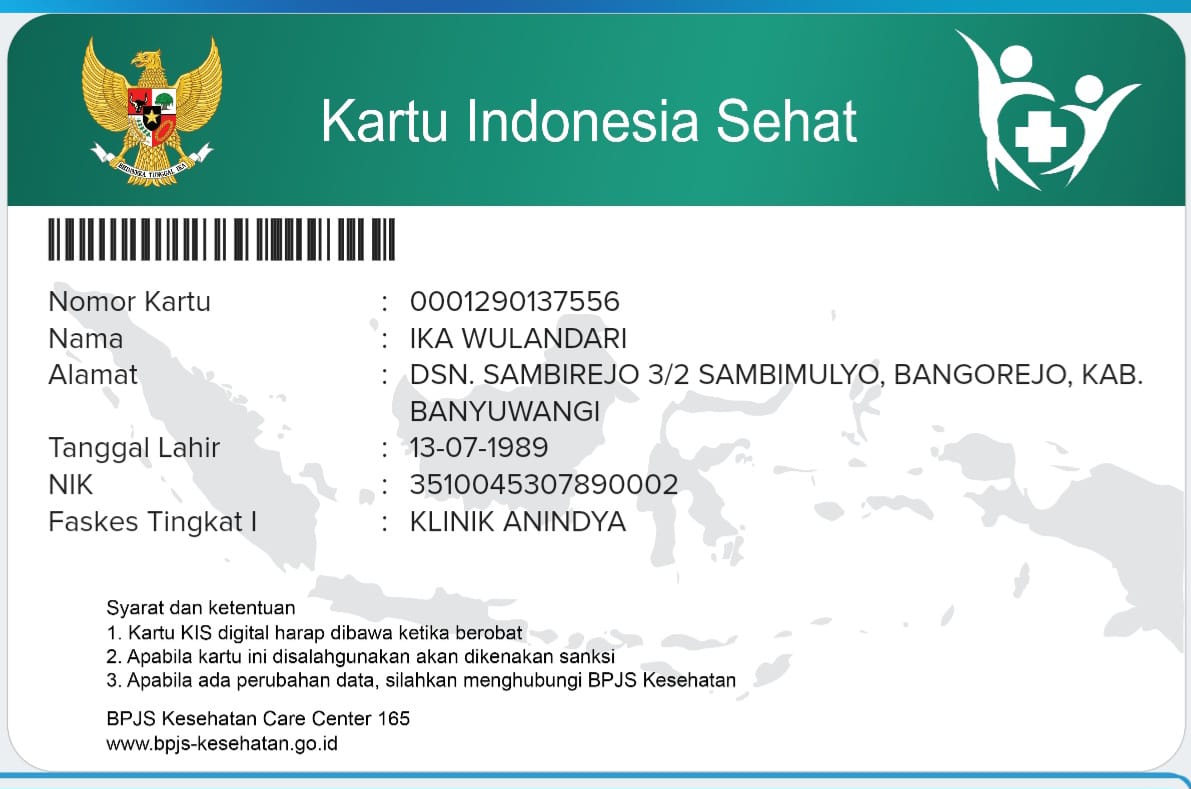 BHINNEKA TUNGGAL IKA
Kartu Indonesia Sehat
Nomor Kartu : 0001290137556
Nama : IKA WULANDARI
Alamat : DSN. SAMBIREJO 3/2 SAMBIMULYO, BANGOREJO, KAB.
BANYUWANGI
Tanggal Lahir : 13-07-1989
NIK : 3510045307890002
Faskes Tingkat I : KLINIK ANINDYA
Syarat dan ketentuan
1. Kartu KIS digital harap dibawa ketika berobat
2. Apabila kartu ini disalahgunakan akan dikenakan sanksi
3. Apabila ada perubahan data, silahkan menghubungi BPJS Kesehatan
BPJS Kesehatan Care Center 165
www.bpjs-kesehatan.go.id